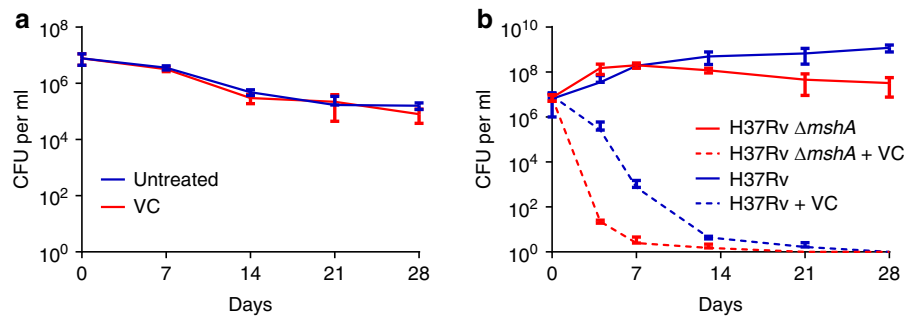 a
CFU per ml
10^8
10^6
10^4
10^2
10^0
0 7 14 21 28
Days
Untreated
VC
b
CFU per ml
10^10
10^8
10^6
10^4
10^2
10^0
0 7 14 21 28
Days
H37Rv ΔmshA
H37Rv ΔmshA + VC
H37Rv
H37Rv + VC